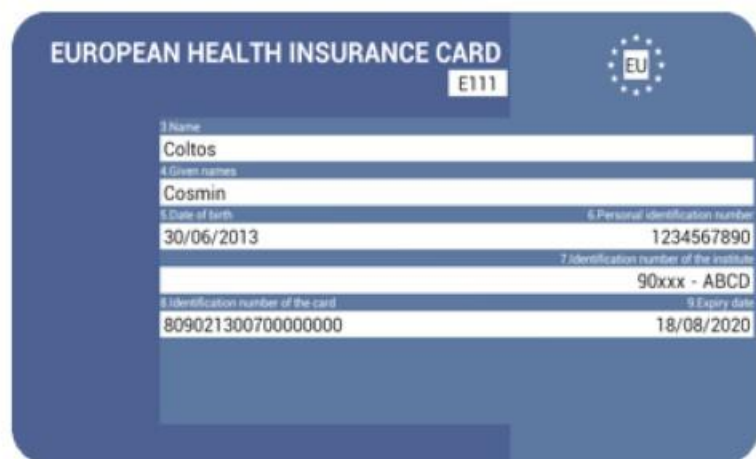 EUROPEAN HEALTH INSURANCE CARD
EU
E111
3.Name
Coltos
4.Given names
Cosmin
5.Date of birth 6.Personal identification number
30/06/2013 1234567890
7.Identification number of the institute
90xxx - ABCD
8.Identification number of the card 9.Expiry date
809021300700000000 18/08/2020